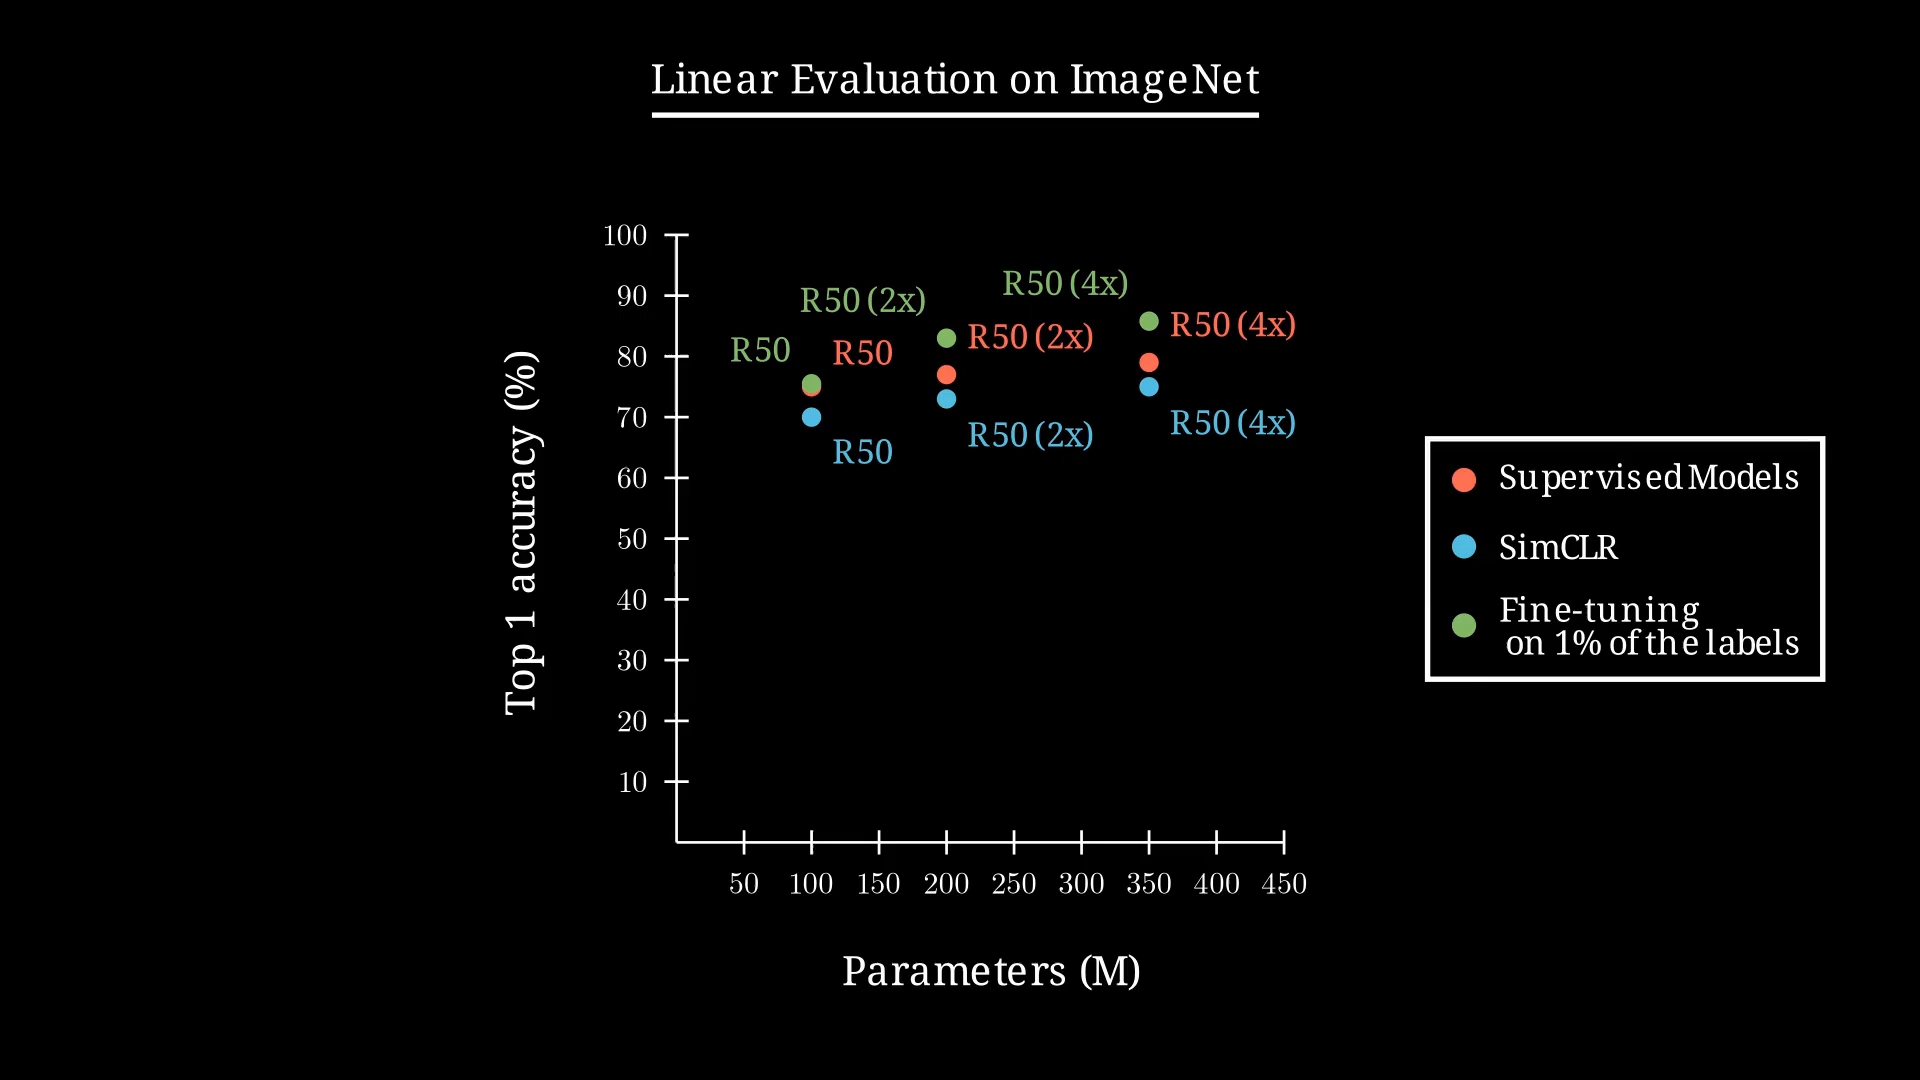 Linear Evaluation on ImageNet
100
90
80
70
60
50
40
30
20
10
Top 1 accuracy (%)
R50 (4x)
R50 (2x)
R50 (4x)
R50 (2x)
R50
R50
R50 (4x)
R50 (2x)
R50
50 100 150 200 250 300 350 400 450
Parameters (M)
Supervised Models
SimCLR
Fine-tuning
on 1% of the labels